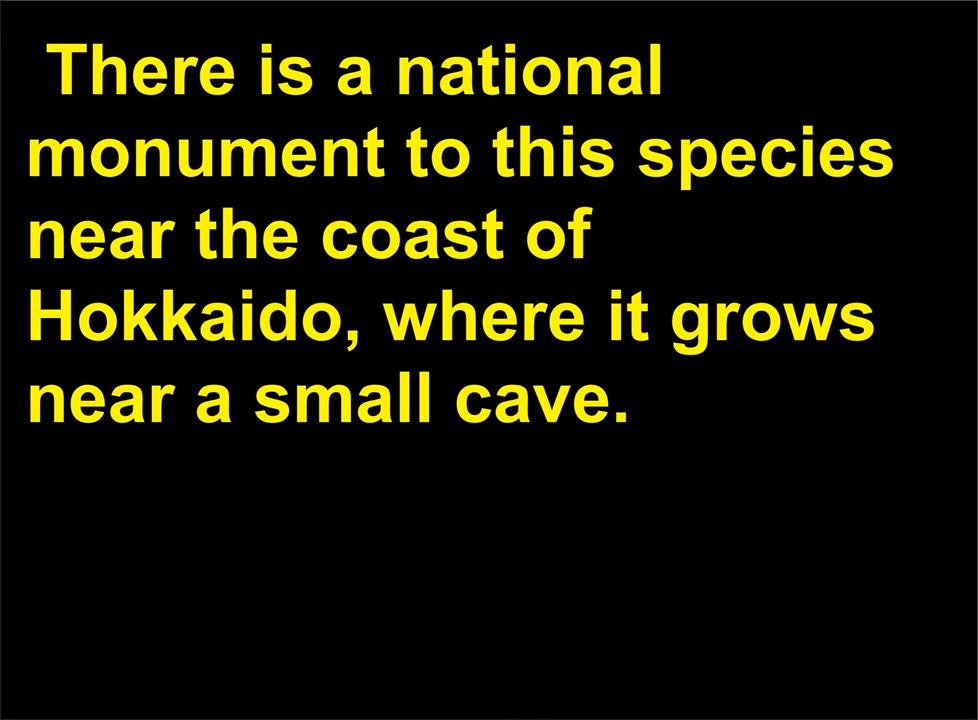 There is a national
monument to this species
near the coast of
Hokkaido, where it grows
near a small cave.